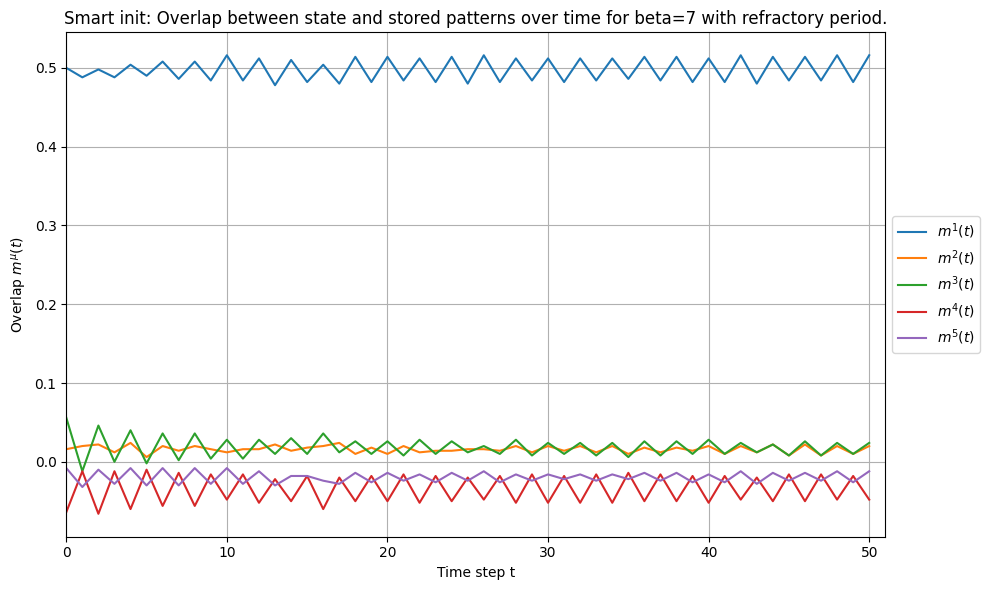 Smart init: Overlap between state and stored patterns over time for beta=7 with refractory period.
0.5
0.4
0.3
0.2
0.1
0.0
Overlap m^μ(t)
0
10
20
30
40
50
Time step t
m^1(t)
m^2(t)
m^3(t)
m^4(t)
m^5(t)